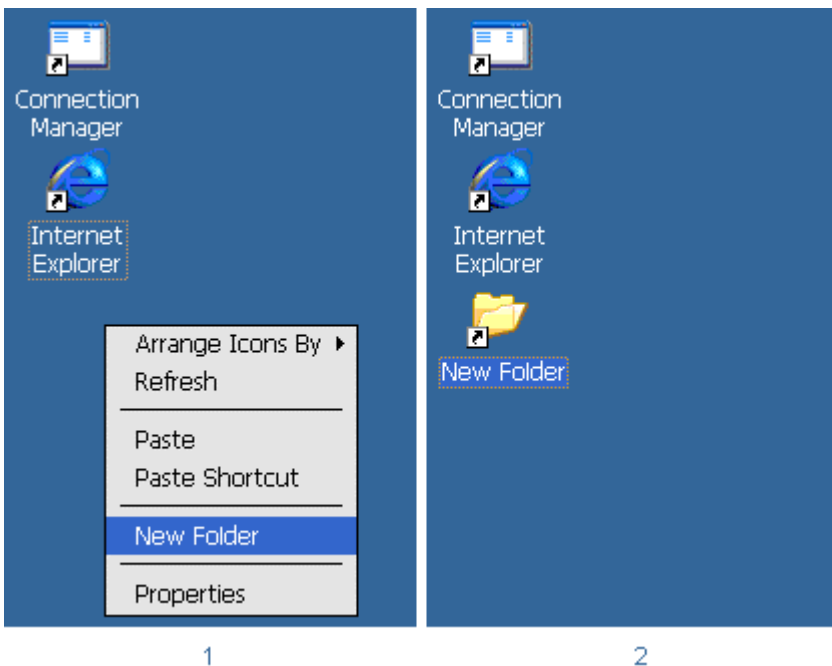 Connection
Manager
Internet
Explorer
Arrange Icons By
Refresh
Paste
Paste Shortcut
New Folder
Properties
1
Connection
Manager
Internet
Explorer
New Folder
2